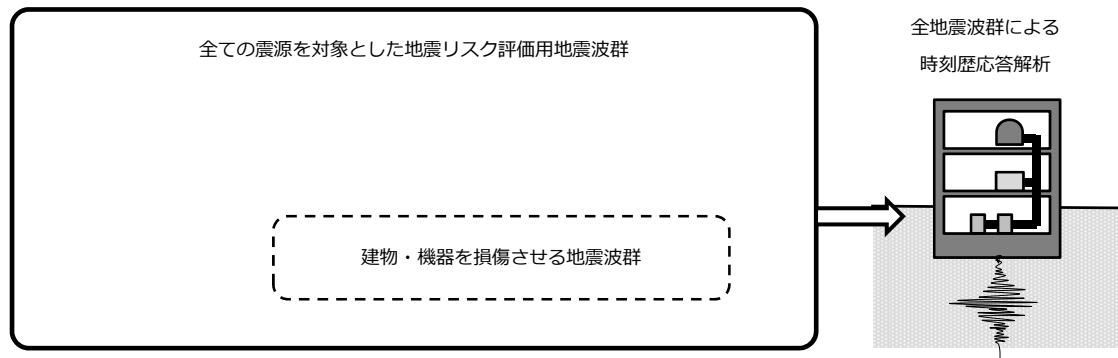 全ての震源を対象とした地震リスク評価用地震波群
建物・機器を損傷させる地震波群
全地震波群による
時刻歴応答解析